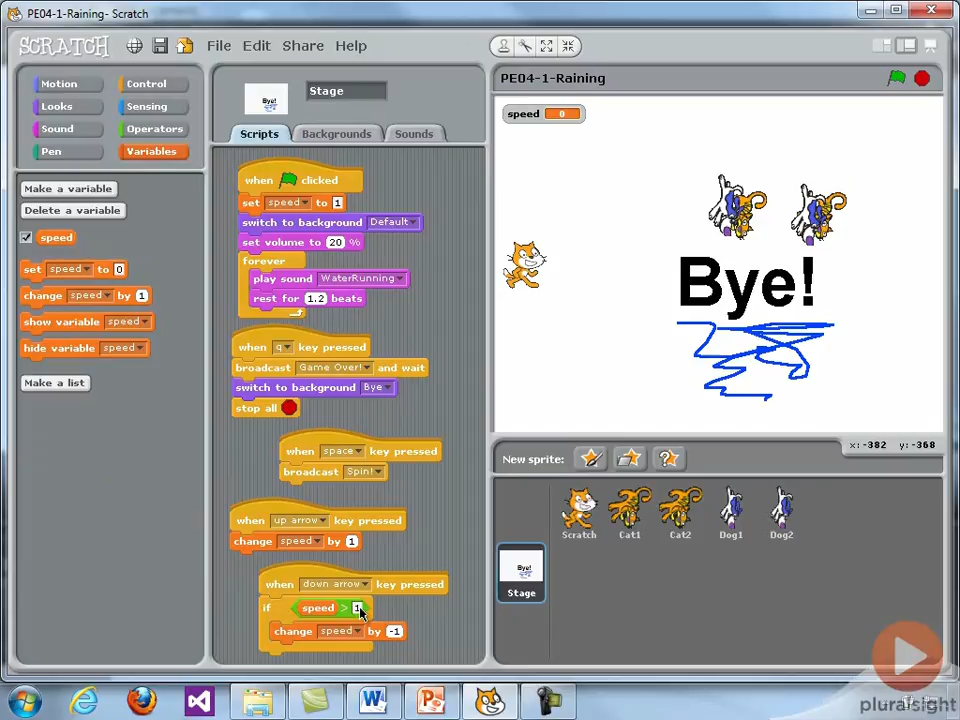 PE04-1-Raining- Scratch
SCRATCH
File Edit Share Help
Motion Control
Looks Sensing
Sound Operators
Pen Variables
Make a variable
Delete a variable
speed
set speed to 0
change speed by 1
show variable speed
hide variable speed
Make a list
Bye!
Stage
Scripts Backgrounds Sounds
when clicked
set speed to 1
switch to background Default
set volume to 20 %
forever
play sound WaterRunning
rest for 1.2 beats
when q key pressed
broadcast Game Over! and wait
switch to background Bye
stop all
when space key pressed
broadcast Spin!
when up arrow key pressed
change speed by 1
when down arrow key pressed
if speed > 1
change speed by -1
PE04-1-Raining
speed 0
Bye!
x: -382 y: -368
New sprite:
Scratch Cat1 Cat2 Dog1 Dog2
Bye!
Stage
pluralsight